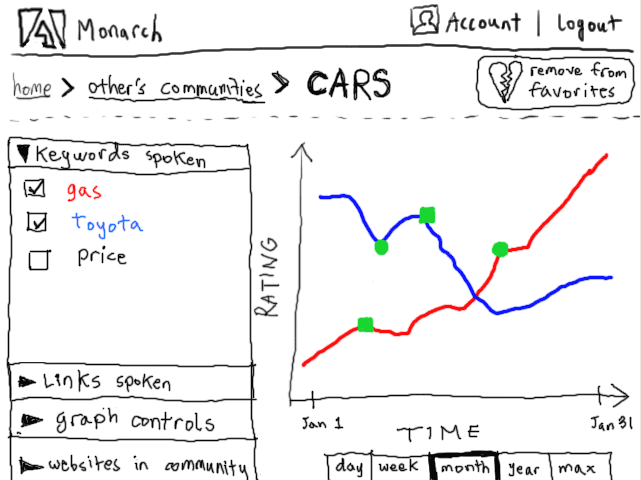 Monarch
Account | Logout
home > other's communities > CARS
remove from
favorites
Keywords spoken
gas
toyota
price
RATING
Links spoken
graph controls
websites in community
Jan 1
Jan 31
TIME
day week month year max